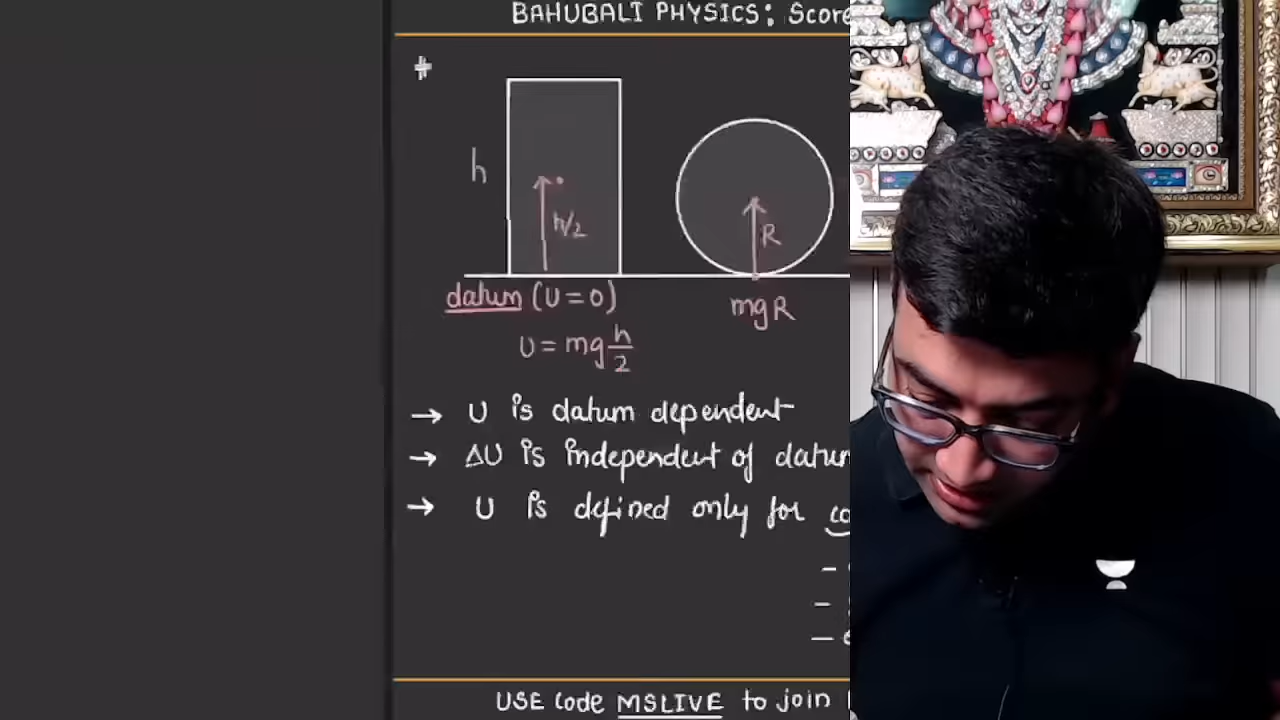 BAHUBALI PHYSICS: Score
#
h
h/2
R
datum (U=0)
mgR
U = mg h/2
→ U is datum dependent
→ ΔU is independent of datum
→ U is defined only for co
-
-
-
USE Code MSLIVE to join